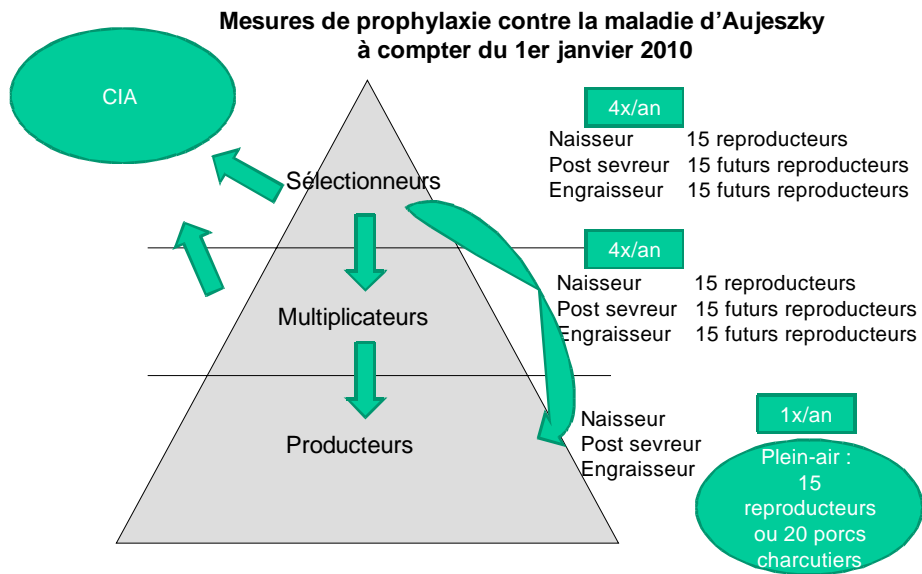 Mesures de prophylaxie contre la maladie d'Aujeszky
à compter du 1er janvier 2010
CIA
4x/an
Naisseur 15 reproducteurs
Post sevreur 15 futurs reproducteurs
Engraisseur 15 futurs reproducteurs
Sélectionneurs
4x/an
Naisseur 15 reproducteurs
Post sevreur 15 futurs reproducteurs
Engraisseur 15 futurs reproducteurs
Multiplicateurs
1x/an
Naisseur
Post sevreur
Engraisseur
Producteurs
Plein-air :
15
reproducteurs
ou 20 porcs
charcutiers